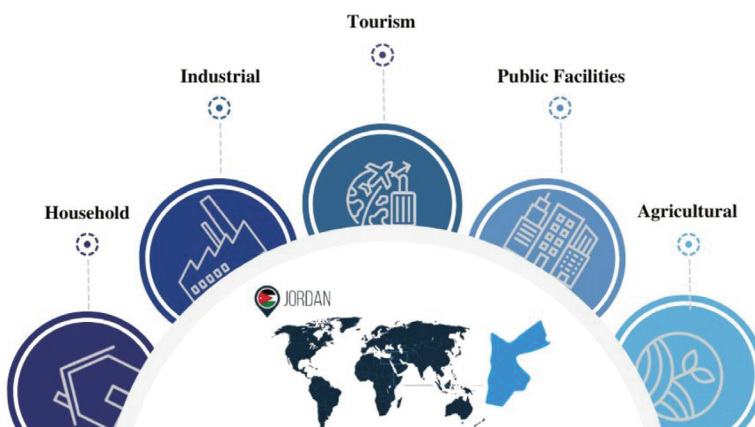 Tourism
Industrial
Public Facilities
Household
Agricultural
JORDAN